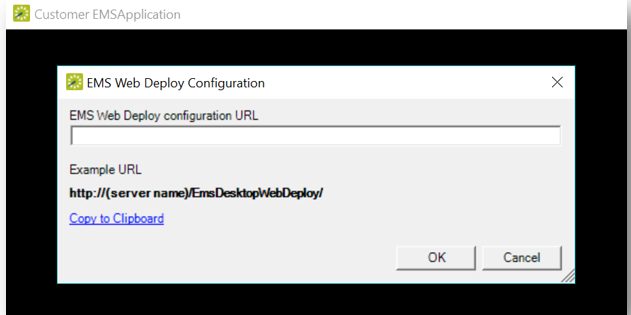 Customer EMSApplication
EMS Web Deploy Configuration
EMS Web Deploy configuration URL
Example URL
http://(server name)/EmsDesktopWebDeploy/
Copy to Clipboard
OK Cancel